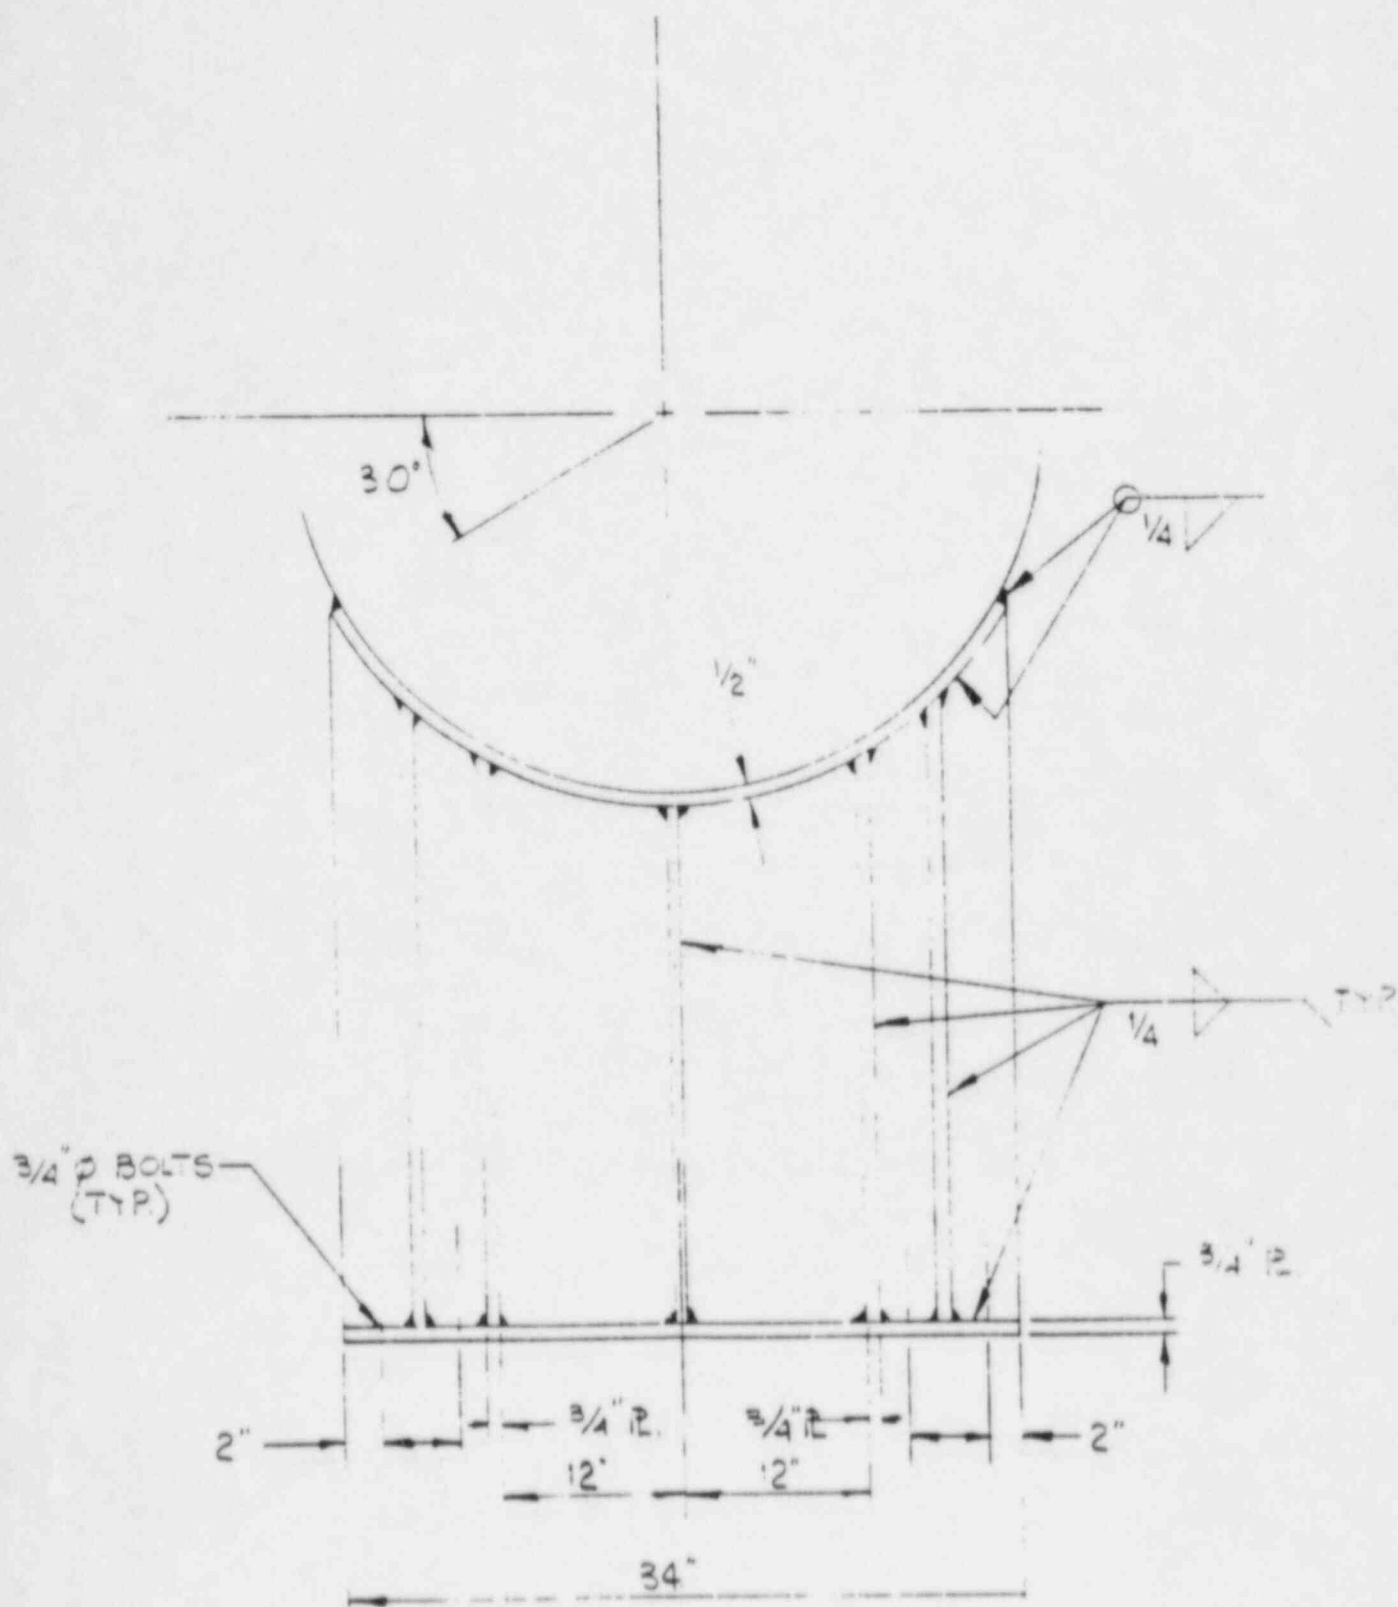 30°
1/4
1/2"
1/4
TYP
3/4"⌀ BOLTS
(TYP.)
3/4" PL
2"
3/4" PL.
3/4" PL
2"
12"
12"
34"